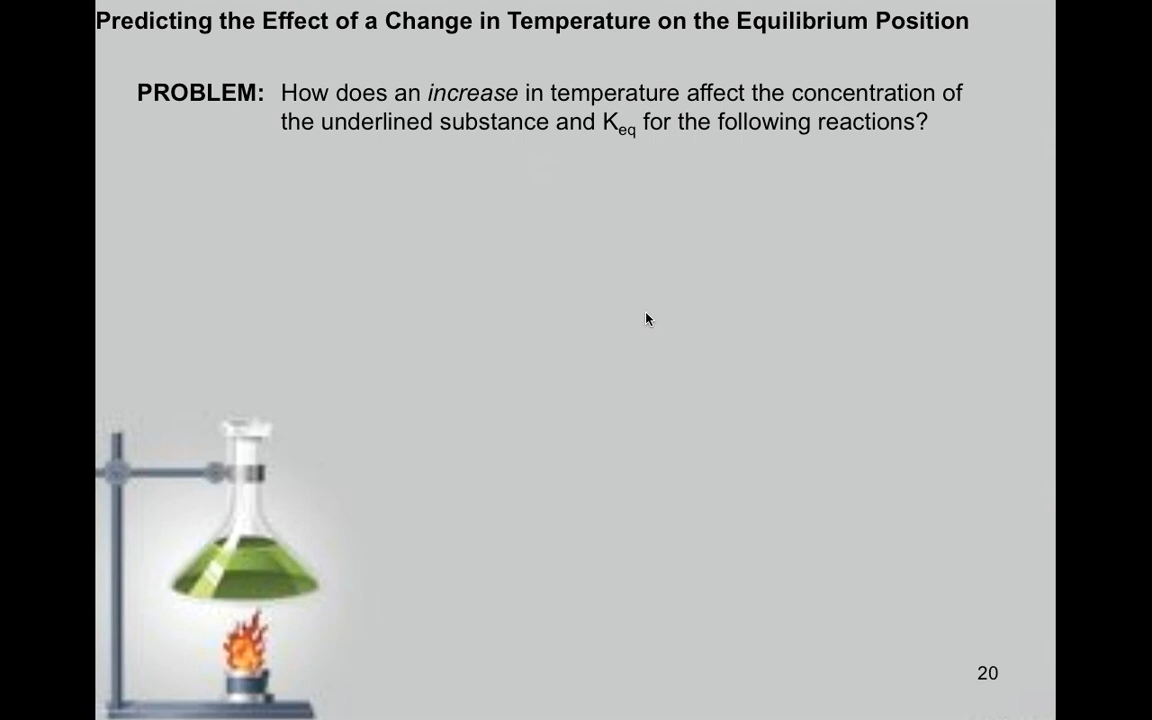 Predicting the Effect of a Change in Temperature on the Equilibrium Position
PROBLEM: How does an increase in temperature affect the concentration of
the underlined substance and Keq for the following reactions?
20